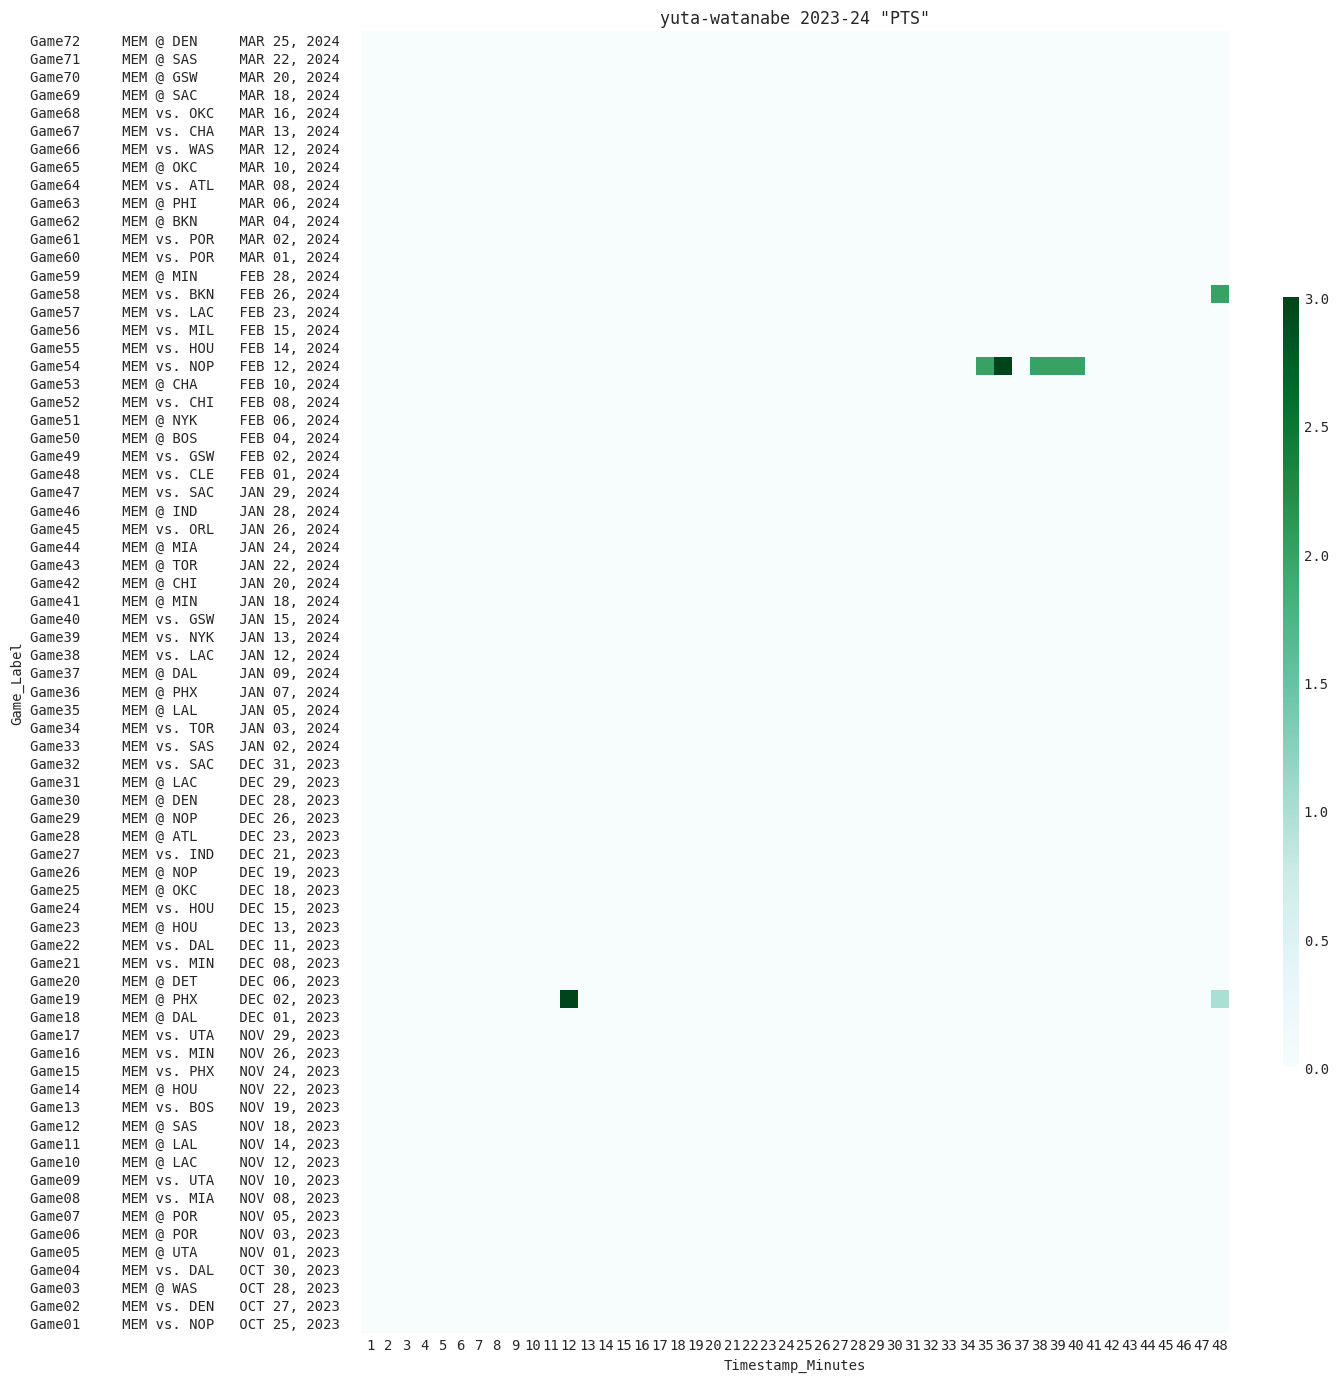 yuta-watanabe 2023-24 "PTS"
Game72 MEM @ DEN MAR 25, 2024
Game71 MEM @ SAS MAR 22, 2024
Game70 MEM @ GSW MAR 20, 2024
Game69 MEM @ SAC MAR 18, 2024
Game68 MEM vs. OKC MAR 16, 2024
Game67 MEM vs. CHA MAR 13, 2024
Game66 MEM vs. WAS MAR 12, 2024
Game65 MEM @ OKC MAR 10, 2024
Game64 MEM vs. ATL MAR 08, 2024
Game63 MEM @ PHI MAR 06, 2024
Game62 MEM @ BKN MAR 04, 2024
Game61 MEM vs. POR MAR 02, 2024
Game60 MEM vs. POR MAR 01, 2024
Game59 MEM @ MIN FEB 28, 2024
Game58 MEM vs. BKN FEB 26, 2024
Game57 MEM vs. LAC FEB 23, 2024
Game56 MEM vs. MIL FEB 15, 2024
Game55 MEM vs. HOU FEB 14, 2024
Game54 MEM vs. NOP FEB 12, 2024
Game53 MEM @ CHA FEB 10, 2024
Game52 MEM vs. CHI FEB 08, 2024
Game51 MEM @ NYK FEB 06, 2024
Game50 MEM @ BOS FEB 04, 2024
Game49 MEM vs. GSW FEB 02, 2024
Game48 MEM vs. CLE FEB 01, 2024
Game47 MEM vs. SAC JAN 29, 2024
Game46 MEM @ IND JAN 28, 2024
Game45 MEM vs. ORL JAN 26, 2024
Game44 MEM @ MIA JAN 24, 2024
Game43 MEM @ TOR JAN 22, 2024
Game42 MEM @ CHI JAN 20, 2024
Game41 MEM @ MIN JAN 18, 2024
Game40 MEM vs. GSW JAN 15, 2024
Game39 MEM vs. NYK JAN 13, 2024
Game38 MEM vs. LAC JAN 12, 2024
Game37 MEM @ DAL JAN 09, 2024
Game36 MEM @ PHX JAN 07, 2024
Game35 MEM @ LAL JAN 05, 2024
Game34 MEM vs. TOR JAN 03, 2024
Game33 MEM vs. SAS JAN 02, 2024
Game32 MEM vs. SAC DEC 31, 2023
Game31 MEM @ LAC DEC 29, 2023
Game30 MEM @ DEN DEC 28, 2023
Game29 MEM @ NOP DEC 26, 2023
Game28 MEM @ ATL DEC 23, 2023
Game27 MEM vs. IND DEC 21, 2023
Game26 MEM @ NOP DEC 19, 2023
Game25 MEM @ OKC DEC 18, 2023
Game24 MEM vs. HOU DEC 15, 2023
Game23 MEM @ HOU DEC 13, 2023
Game22 MEM vs. DAL DEC 11, 2023
Game21 MEM vs. MIN DEC 08, 2023
Game20 MEM @ DET DEC 06, 2023
Game19 MEM @ PHX DEC 02, 2023
Game18 MEM @ DAL DEC 01, 2023
Game17 MEM vs. UTA NOV 29, 2023
Game16 MEM vs. MIN NOV 26, 2023
Game15 MEM vs. PHX NOV 24, 2023
Game14 MEM @ HOU NOV 22, 2023
Game13 MEM vs. BOS NOV 19, 2023
Game12 MEM @ SAS NOV 18, 2023
Game11 MEM @ LAL NOV 14, 2023
Game10 MEM @ LAC NOV 12, 2023
Game09 MEM vs. UTA NOV 10, 2023
Game08 MEM vs. MIA NOV 08, 2023
Game07 MEM @ POR NOV 05, 2023
Game06 MEM @ POR NOV 03, 2023
Game05 MEM @ UTA NOV 01, 2023
Game04 MEM vs. DAL OCT 30, 2023
Game03 MEM @ WAS OCT 28, 2023
Game02 MEM vs. DEN OCT 27, 2023
Game01 MEM vs. NOP OCT 25, 2023
Game_Label
1 2 3 4 5 6 7 8 9 10 11 12 13 14 15 16 17 18 19 20 21 22 23 24 25 26 27 28 29 30 31 32 33 34 35 36 37 38 39 40 41 42 43 44 45 46 47 48
Timestamp_Minutes
3.0
2.5
2.0
1.5
1.0
0.5
0.0